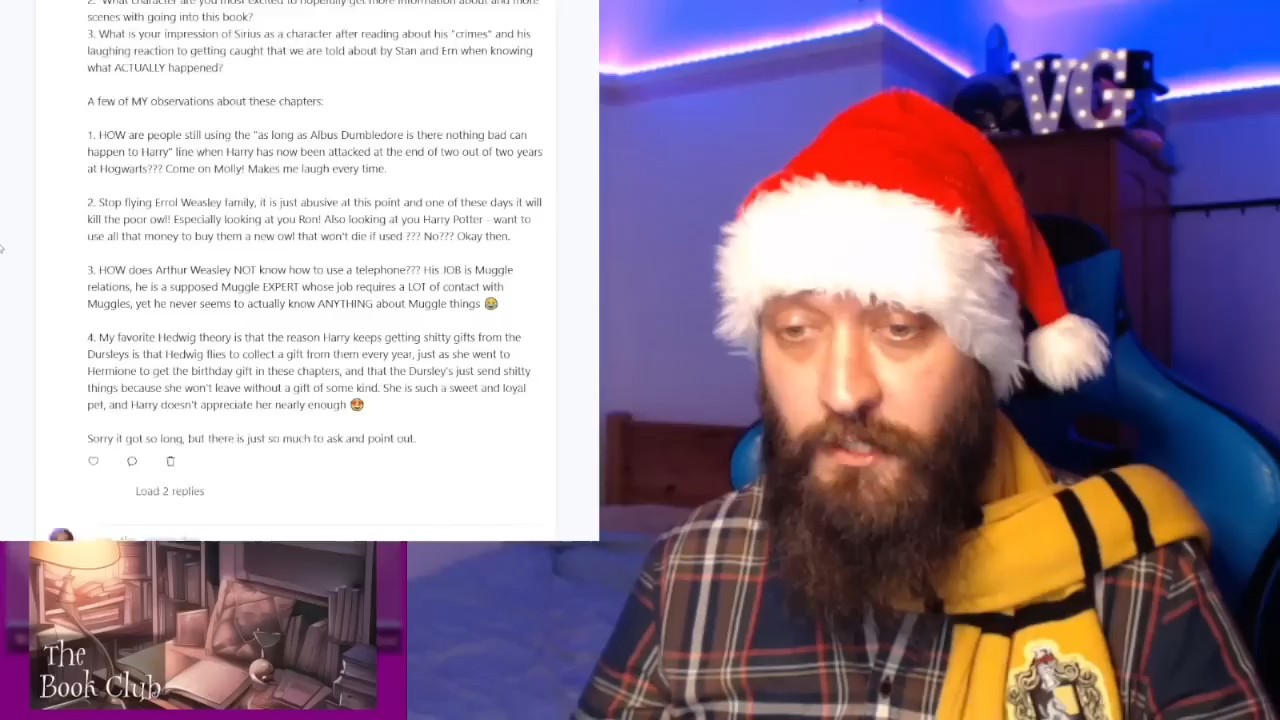 2. What character are you most excited to hopefully get more information about and more
scenes with going into this book?
3. What is your impression of Sirius as a character after reading about his "crimes" and his
laughing reaction to getting caught that we are told about by Stan and Ern when knowing
what ACTUALLY happened?
A few of MY observations about these chapters:
1. HOW are people still using the "as long as Albus Dumbledore is there nothing bad can
happen to Harry" line when Harry has now been attacked at the end of two out of two years
at Hogwarts??? Come on Molly! Makes me laugh every time.
2. Stop flying Errol Weasley family, it is just abusive at this point and one of these days it will
kill the poor owl! Especially looking at you Ron! Also looking at you Harry Potter - want to
use all that money to buy them a new owl that won't die if used ??? No??? Okay then.
3. HOW does Arthur Weasley NOT know how to use a telephone??? His JOB is Muggle
relations, he is a supposed Muggle EXPERT whose job requires a LOT of contact with
Muggles, yet he never seems to actually know ANYTHING about Muggle things 😂
4. My favorite Hedwig theory is that the reason Harry keeps getting shitty gifts from the
Dursleys is that Hedwig flies to collect a gift from them every year, just as she went to
Hermione to get the birthday gift in these chapters, and that the Dursley's just send shitty
things because she won't leave without a gift of some kind. She is such a sweet and loyal
pet, and Harry doesn't appreciate her nearly enough 🤩
Sorry it got so long, but there is just so much to ask and point out.
Load 2 replies
VG
The
Book Club